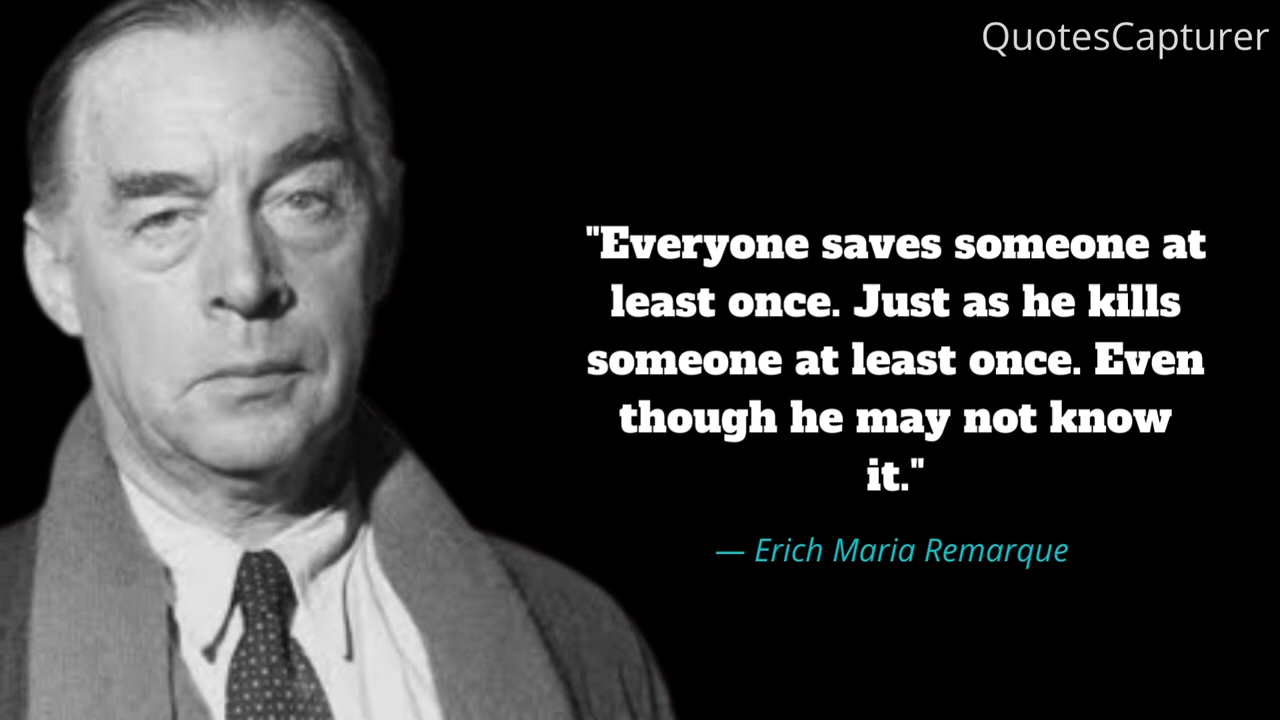 QuotesCapturer
"Everyone saves someone at
least once. Just as he kills
someone at least once. Even
though he may not know
it."
— Erich Maria Remarque